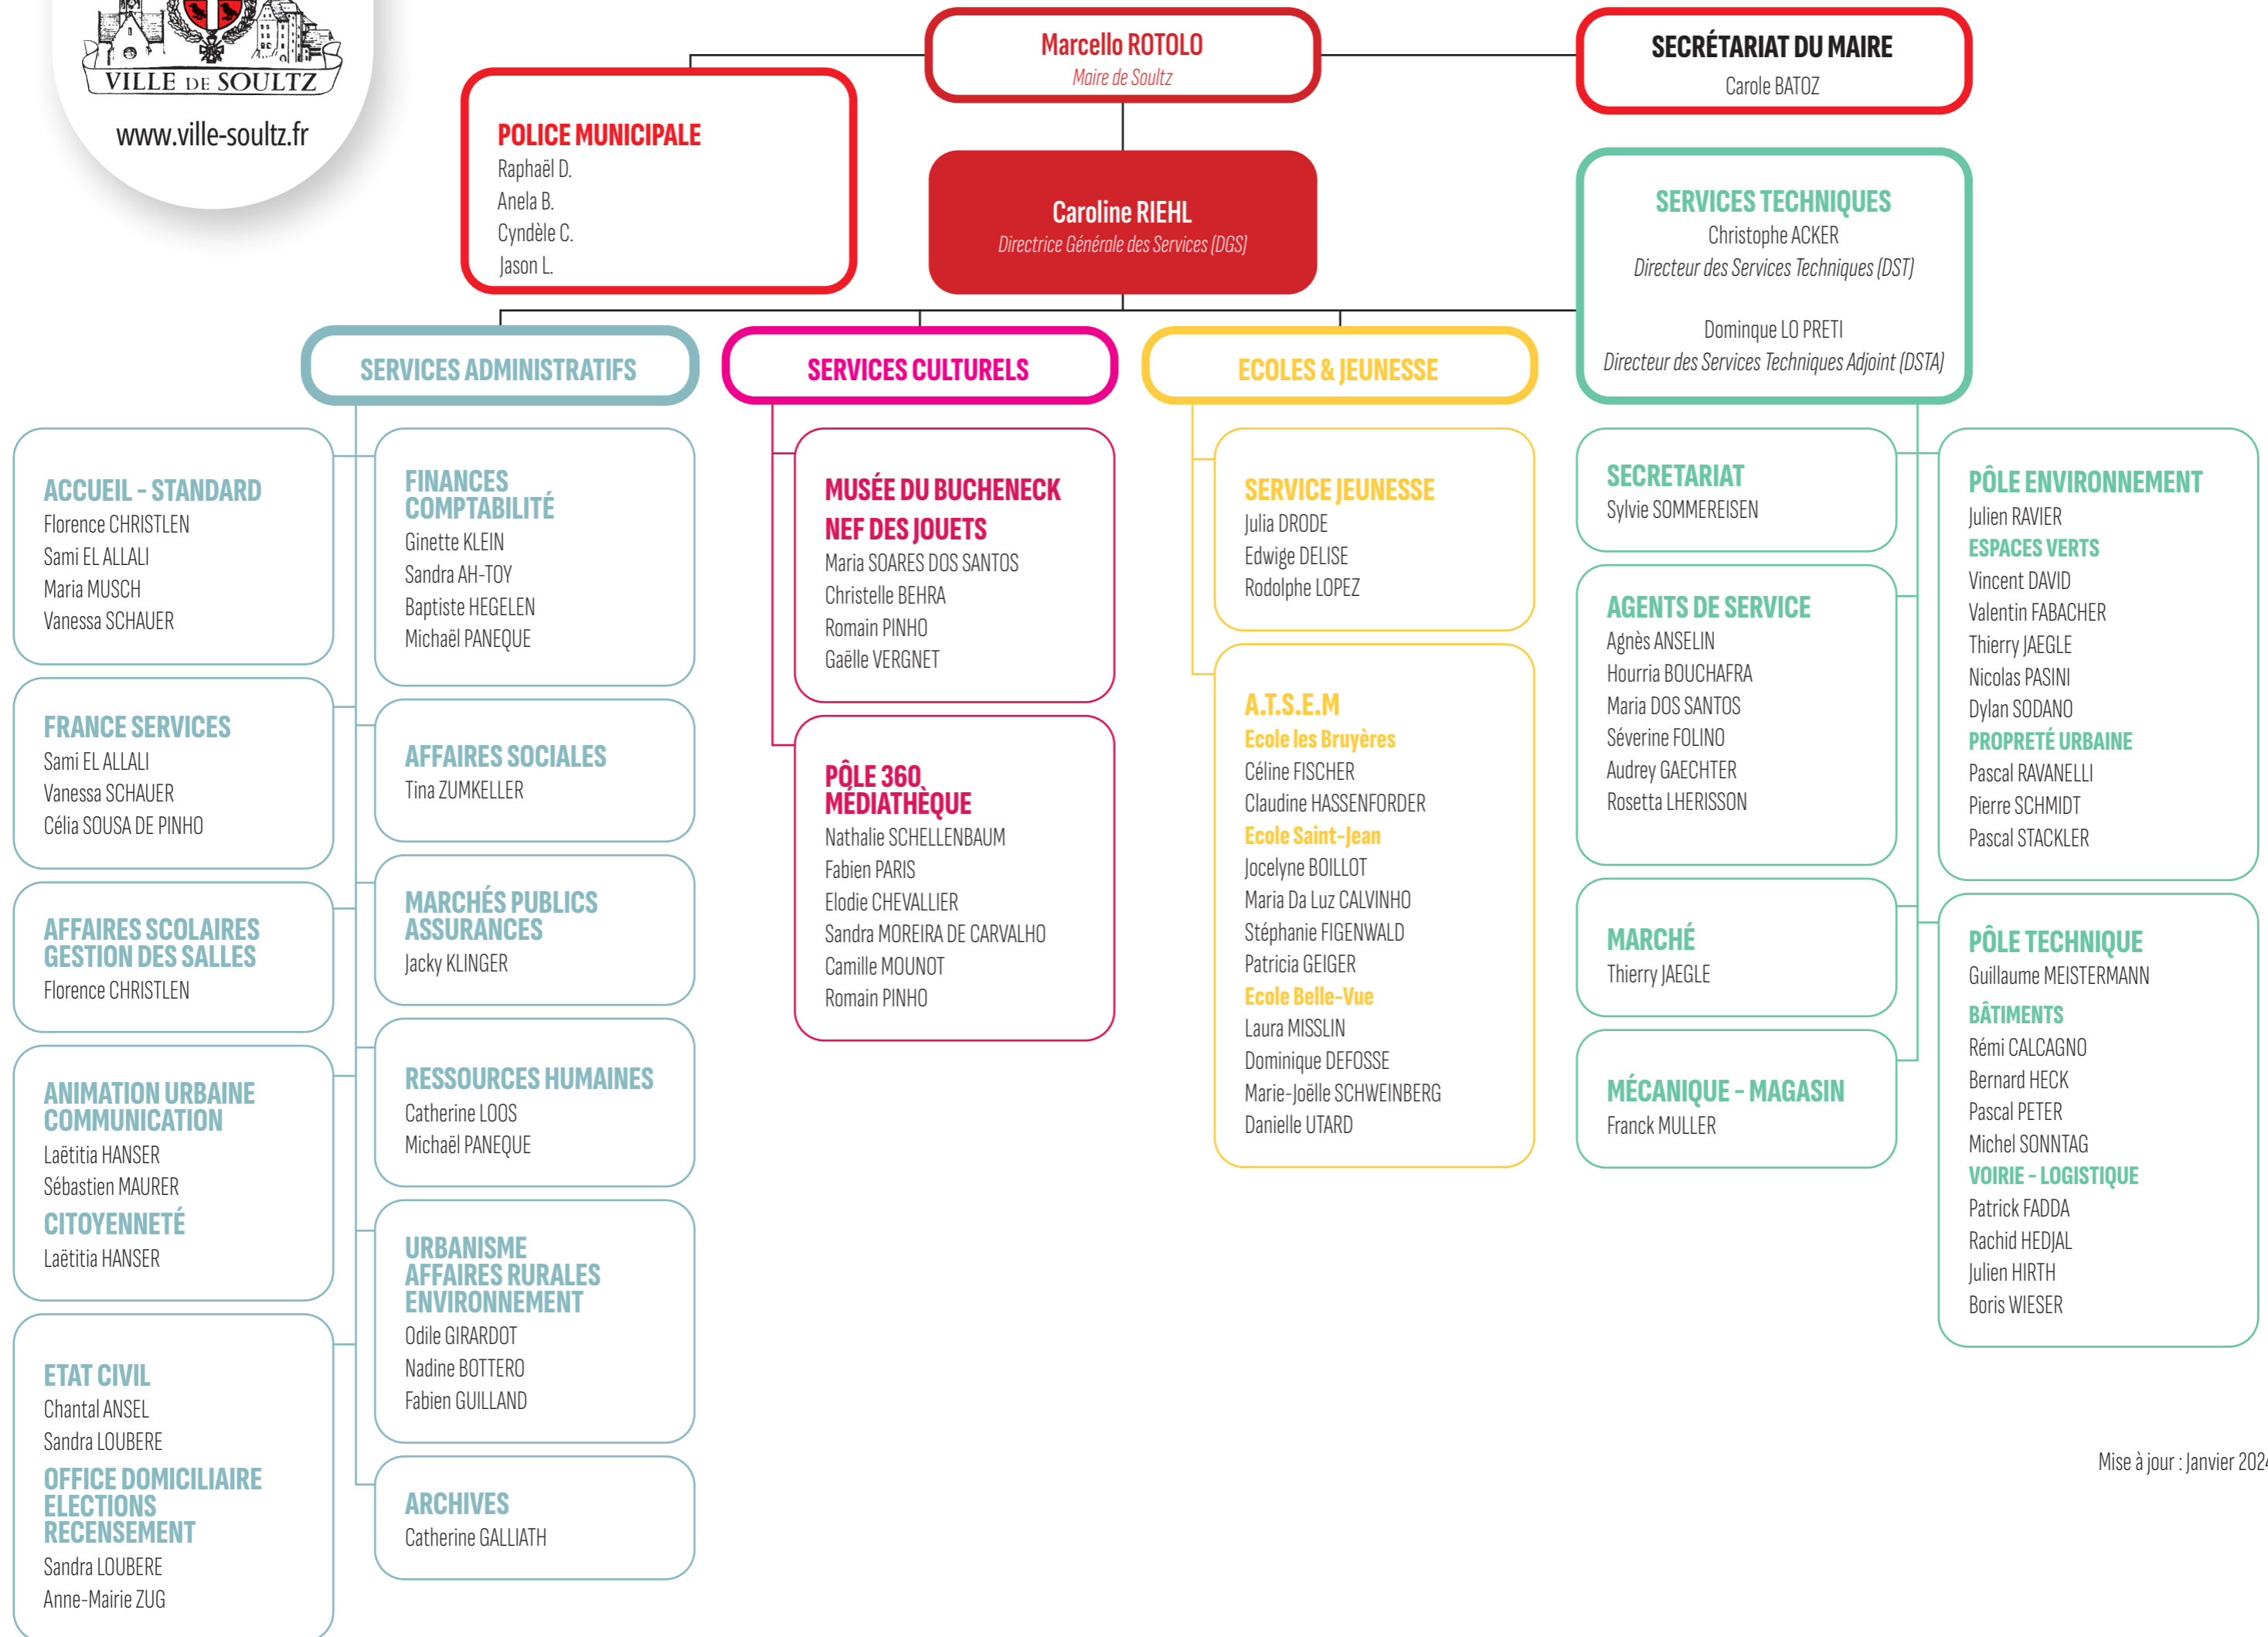 VILLE DE SOULTZ
www.ville-soultz.fr
Marcello ROTOLO
Maire de Soultz
SECRÉTARIAT DU MAIRE
Carole BATOZ
POLICE MUNICIPALE
Raphaël D.
Anela B.
Cyndèle C.
Jason L.
Caroline RIEHL
Directrice Générale des Services (DGS)
SERVICES TECHNIQUES
Christophe ACKER
Directeur des Services Techniques (DST)
Dominque LO PRETI
Directeur des Services Techniques Adjoint (DSTA)
SERVICES ADMINISTRATIFS
ACCUEIL - STANDARD
Florence CHRISTLEN
Sami EL ALLALI
Maria MUSCH
Vanessa SCHAUER
FRANCE SERVICES
Sami EL ALLALI
Vanessa SCHAUER
Célia SOUSA DE PINHO
AFFAIRES SCOLAIRES
GESTION DES SALLES
Florence CHRISTLEN
ANIMATION URBAINE
COMMUNICATION
Laëtitia HANSER
Sébastien MAURER
CITOYENNETÉ
Laëtitia HANSER
ETAT CIVIL
Chantal ANSEL
Sandra LOUBERE
OFFICE DOMICILIAIRE
ELECTIONS
RECENSEMENT
Sandra LOUBERE
Anne-Mairie ZUG
FINANCES
COMPTABILITÉ
Ginette KLEIN
Sandra AH-TOY
Baptiste HEGELEN
Michaël PANEQUE
AFFAIRES SOCIALES
Tina ZUMKELLER
MARCHÉS PUBLICS
ASSURANCES
Jacky KLINGER
RESSOURCES HUMAINES
Catherine LOOS
Michaël PANEQUE
URBANISME
AFFAIRES RURALES
ENVIRONNEMENT
Odile GIRARDOT
Nadine BOTTERO
Fabien GUILLAND
ARCHIVES
Catherine GALLIATH
SERVICES CULTURELS
MUSÉE DU BUCHENECK
NEF DES JOUETS
Maria SOARES DOS SANTOS
Christelle BEHRA
Romain PINHO
Gaëlle VERGNET
PÔLE 360
MÉDIATHÈQUE
Nathalie SCHELLENBAUM
Fabien PARIS
Elodie CHEVALLIER
Sandra MOREIRA DE CARVALHO
Camille MOUNOT
Romain PINHO
ECOLES & JEUNESSE
SERVICE JEUNESSE
Julia DRODE
Edwige DELISE
Rodolphe LOPEZ
A.T.S.E.M
Ecole les Bruyères
Céline FISCHER
Claudine HASSENFORDER
Ecole Saint-Jean
Jocelyne BOILLOT
Maria Da Luz CALVINHO
Stéphanie FIGENWALD
Patricia GEIGER
Ecole Belle-Vue
Laura MISSLIN
Dominique DEFOSSE
Marie-Joëlle SCHWEINBERG
Danielle UTARD
SECRETARIAT
Sylvie SOMMEREISEN
AGENTS DE SERVICE
Agnès ANSELIN
Hourria BOUCHAFRA
Maria DOS SANTOS
Séverine FOLINO
Audrey GAECHTER
Rosetta LHERISSON
MARCHÉ
Thierry JAEGLE
MÉCANIQUE - MAGASIN
Franck MULLER
PÔLE ENVIRONNEMENT
Julien RAVIER
ESPACES VERTS
Vincent DAVID
Valentin FABACHER
Thierry JAEGLE
Nicolas PASINI
Dylan SODANO
PROPRETÉ URBAINE
Pascal RAVANELLI
Pierre SCHMIDT
Pascal STACKLER
PÔLE TECHNIQUE
Guillaume MEISTERMANN
BÂTIMENTS
Rémi CALCAGNO
Bernard HECK
Pascal PETER
Michel SONNTAG
VOIRIE - LOGISTIQUE
Patrick FADDA
Rachid HEDJAL
Julien HIRTH
Boris WIESER
Mise à jour : Janvier 2024